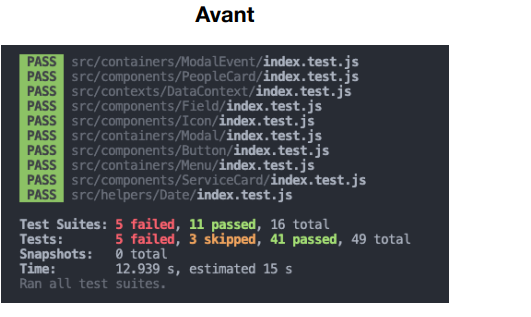 Avant
PASS src/containers/ModalEvent/index.test.js
PASS src/components/PeopleCard/index.test.js
PASS src/contexts/DataContext/index.test.js
PASS src/components/Field/index.test.js
PASS src/components/Icon/index.test.js
PASS src/containers/Modal/index.test.js
PASS src/components/Button/index.test.js
PASS src/containers/Menu/index.test.js
PASS src/components/ServiceCard/index.test.js
PASS src/helpers/Date/index.test.js
Test Suites: 5 failed, 11 passed, 16 total
Tests: 5 failed, 3 skipped, 41 passed, 49 total
Snapshots: 0 total
Time: 12.939 s, estimated 15 s
Ran all test suites.